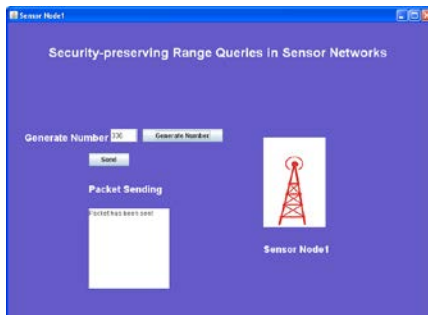 Sensor Node1
Security-preserving Range Queries in Sensor Networks
Generate Number 336 Generate Number
Send
Packet Sending
Packet has been sent
Sensor Node1